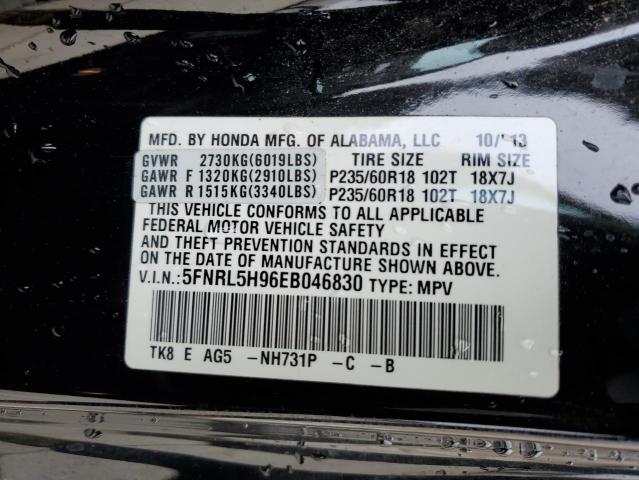 MFD. BY HONDA MFG. OF ALABAMA, LLC 10/'13
GVWR 2730KG(6019LBS) TIRE SIZE RIM SIZE
GAWR F 1320KG(2910LBS) P235/60R18 102T 18X7J
GAWR R 1515KG(3340LBS) P235/60R18 102T 18X7J
THIS VEHICLE CONFORMS TO ALL APPLICABLE
FEDERAL MOTOR VEHICLE SAFETY
AND THEFT PREVENTION STANDARDS IN EFFECT
ON THE DATE OF MANUFACTURE SHOWN ABOVE.
V.I.N.:5FNRL5H96EB046830 TYPE: MPV
TK8 E AG5 -NH731P -C -B